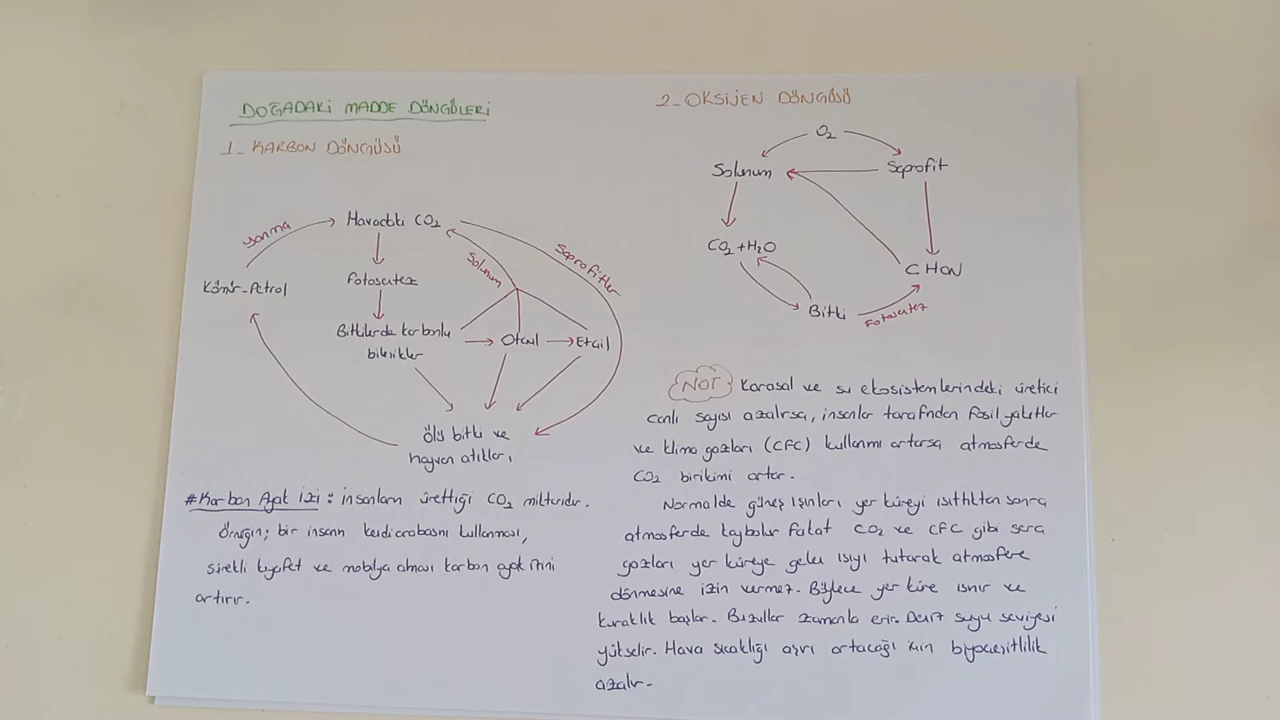 DOĞADAKİ MADDE DÖNGÜLERİ
1_ KARBON DÖNGÜSÜ
Havadaki CO₂
yanma
Solunum
Saprofitler
Fotosentez
Kömür-Petrol
Bitkilerde karbonlu
bileşikler
Otçul
Etçil
Ölü bitki ve
hayvan atıkları
#Karbon Ayak izi : insanların ürettiği CO₂ miktarıdır.
Örneğin; bir insanın kendi arabasını kullanması,
sürekli kıyafet ve mobilya alması karbon ayak izini
artırır.
2_ OKSİJEN DÖNGÜSÜ
O₂
Solunum
Saprofit
CO₂ +H₂O
CHON
Bitki
Fotosentez
NOT Karasal ve su ekosistemlerindeki üretici
canlı sayısı azalırsa, insanlar tarafından fosil yakıtlar
ve klima gazları (CFC) kullanımı artarsa atmosferde
CO₂ birikimi artar.
Normalde güneş ışınları yer küreyi ısıttıktan sonra
atmosferde kaybolur fakat CO₂ ve CFC gibi sera
gazları yer küreye gelen ısıyı tutarak atmosfere
dönmesine izin vermez. Böylece yer küre ısınır ve
kuraklık başlar. Buzullar zamanla erir. Deniz suyu seviyesi
yükselir. Hava sıcaklığı aşırı artacağı için biyoçeşitlilik
azalır.